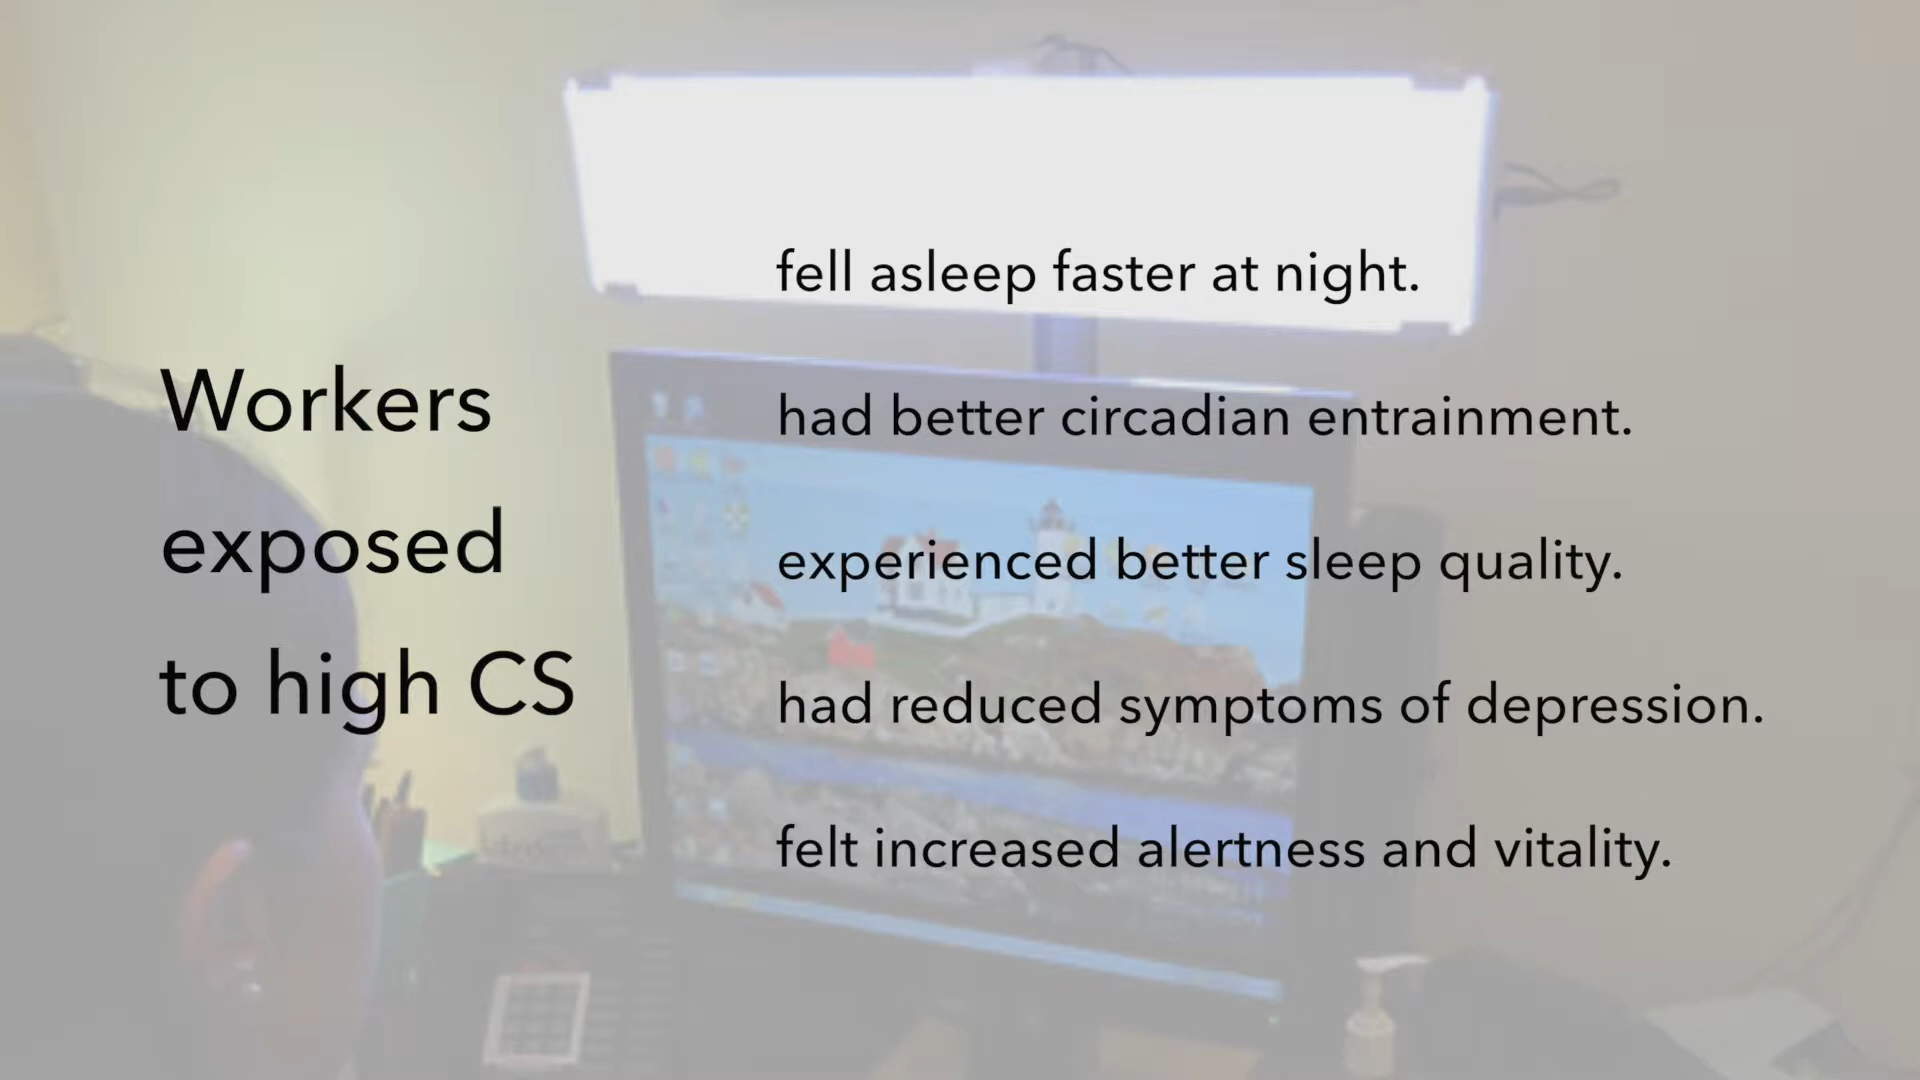 Workers
exposed
to high CS
fell asleep faster at night.
had better circadian entrainment.
experienced better sleep quality.
had reduced symptoms of depression.
felt increased alertness and vitality.